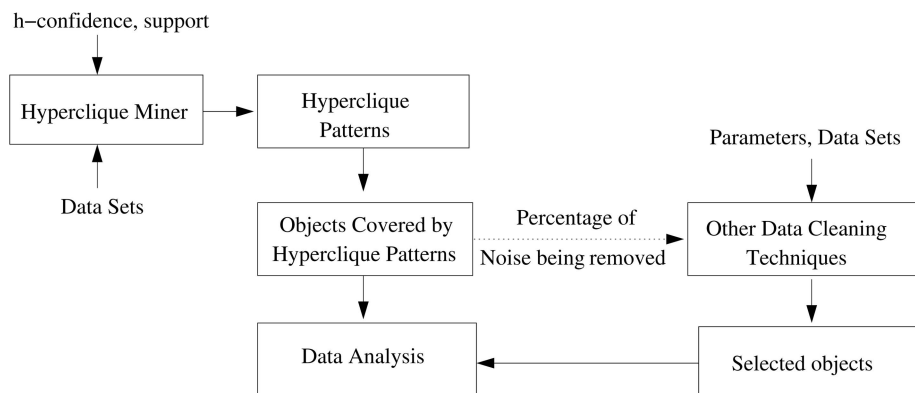 h−confidence, support
Hyperclique Miner
Data Sets
Hyperclique
Patterns
Objects Covered by
Hyperclique Patterns
Percentage of
Noise being removed
Parameters, Data Sets
Other Data Cleaning
Techniques
Data Analysis
Selected objects